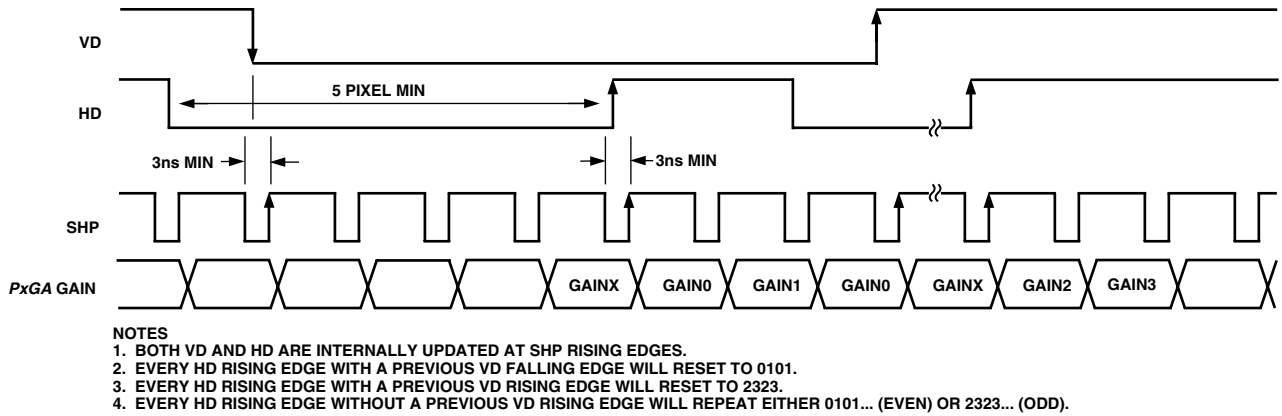 VD
5 PIXEL MIN
HD
3ns MIN
3ns MIN
SHP
PxGA GAIN
GAINX
GAIN0
GAIN1
GAIN0
GAINX
GAIN2
GAIN3
NOTES
1. BOTH VD AND HD ARE INTERNALLY UPDATED AT SHP RISING EDGES.
2. EVERY HD RISING EDGE WITH A PREVIOUS VD FALLING EDGE WILL RESET TO 0101.
3. EVERY HD RISING EDGE WITH A PREVIOUS VD RISING EDGE WILL RESET TO 2323.
4. EVERY HD RISING EDGE WITHOUT A PREVIOUS VD RISING EDGE WILL REPEAT EITHER 0101... (EVEN) OR 2323... (ODD).